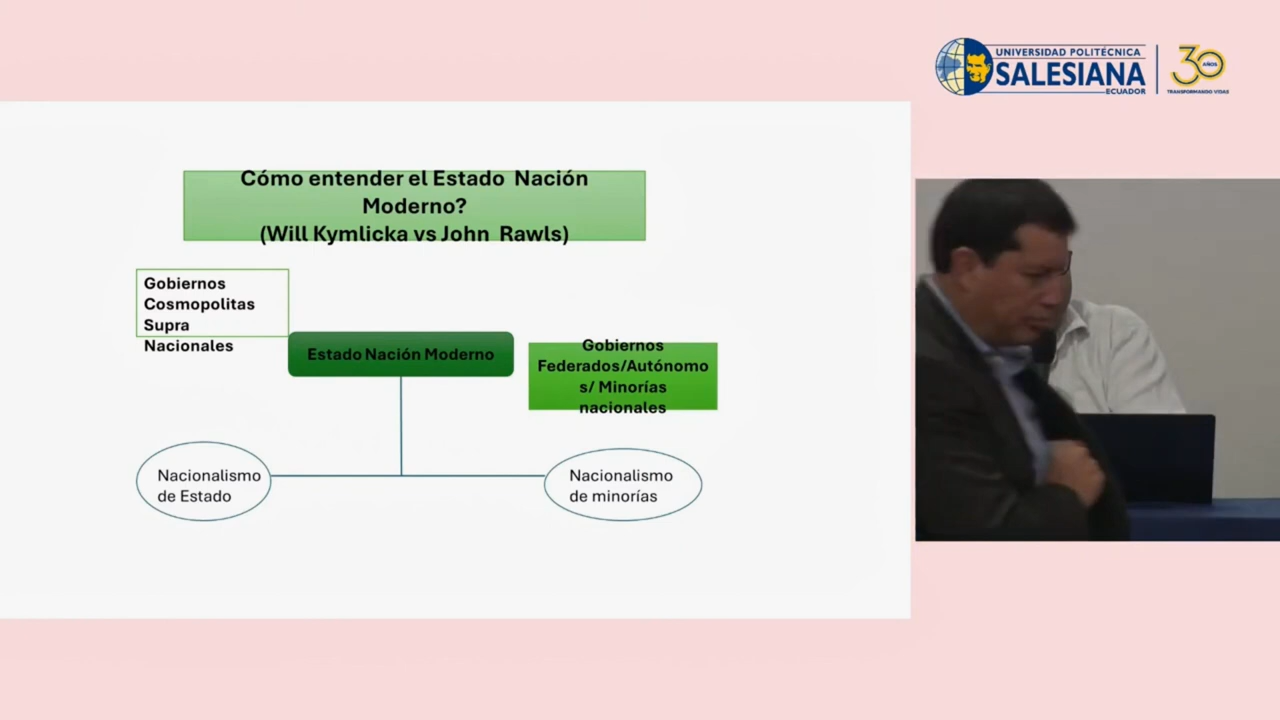 UNIVERSIDAD POLITÉCNICA
SALESIANA
ECUADOR
30
AÑOS
TRANSFORMANDO VIDAS
Cómo entender el Estado Nación
Moderno?
(Will Kymlicka vs John Rawls)
Gobiernos
Cosmopolitas
Supra
Nacionales
Estado Nación Moderno
Gobiernos
Federados/Autónomo
s/ Minorías
nacionales
Nacionalismo
de Estado
Nacionalismo
de minorías